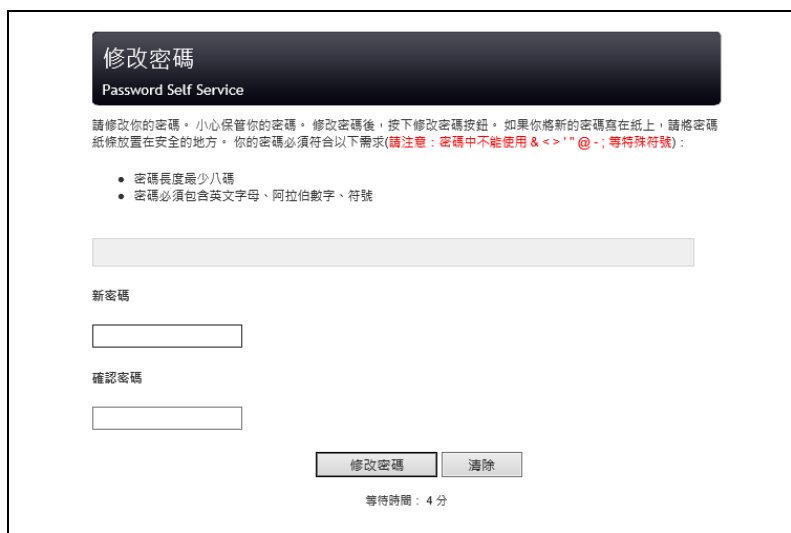 修改密碼
Password Self Service
請修改你的密碼。 小心保管你的密碼。 修改密碼後，按下修改密碼按鈕。 如果你將新的密碼寫在紙上，請將密碼
紙條放置在安全的地方。 你的密碼必須符合以下需求(請注意：密碼中不能使用 & < > ' " @ - ; 等特殊符號)：
● 密碼長度最少八碼
● 密碼必須包含英文字母、阿拉伯數字、符號
新密碼
確認密碼
修改密碼 清除
等待時間： 4 分